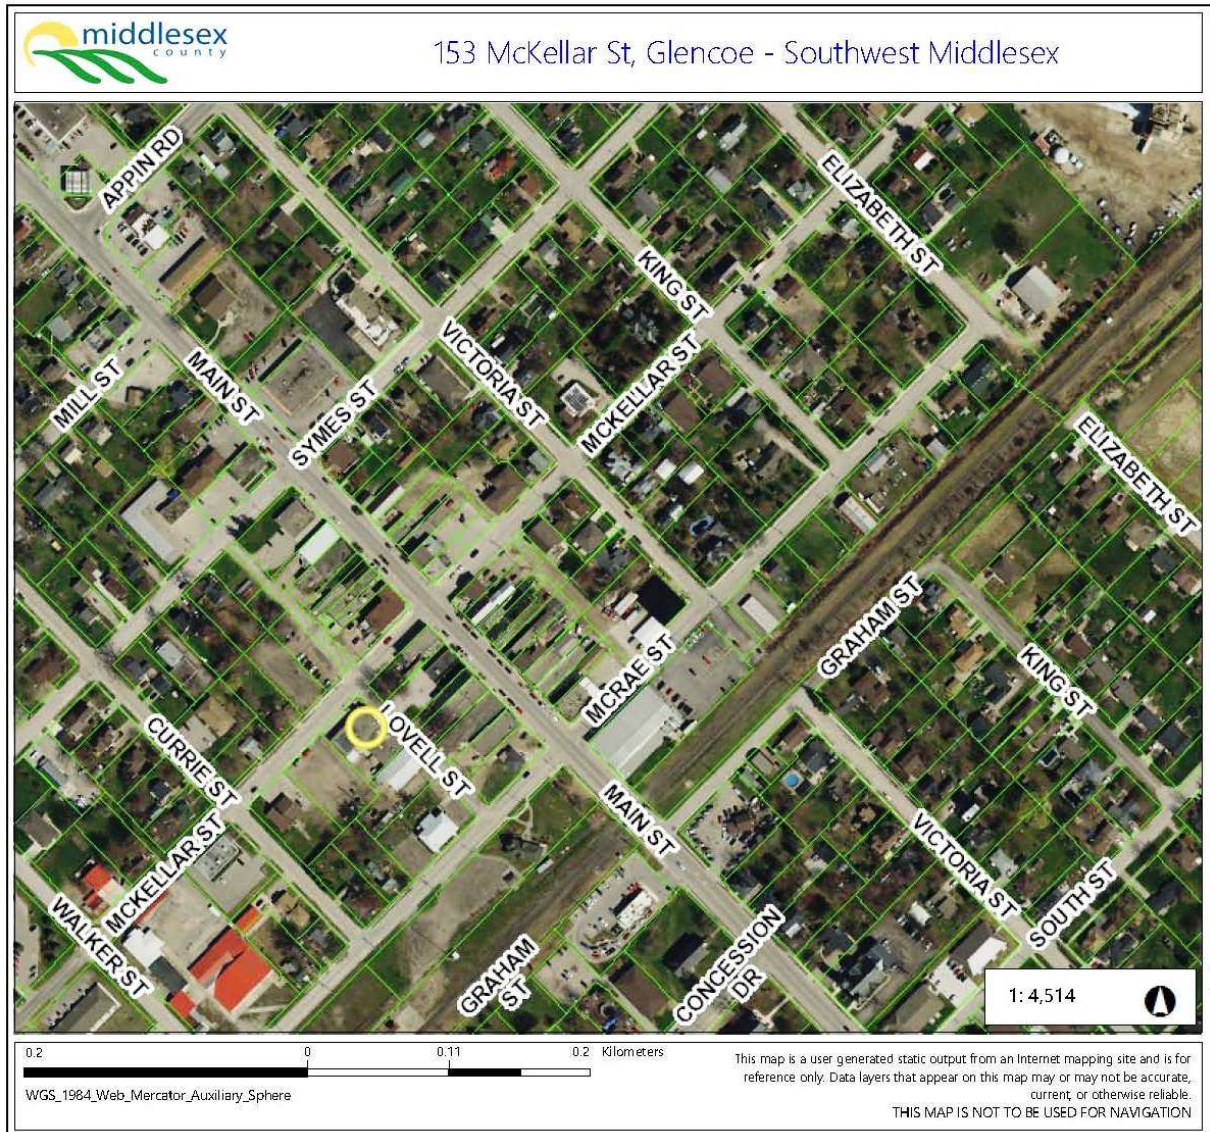 middlesex
county
153 McKellar St, Glencoe - Southwest Middlesex
APPIN RD
ELIZABETH ST
KING ST
VICTORIA ST
MCKELLAR ST
MAIN ST
MILL ST
SYMES ST
ELIZABETH ST
GRAHAM ST
KING ST
MCRAE ST
LOVELL ST
CURRIE ST
MAIN ST
VICTORIA ST
MCKELLAR ST
SOUTH ST
WALKER ST
GRAHAM
ST
CONCESSION
DR
1: 4,514
0.2 0 0.11 0.2 Kilometers
WGS_1984_Web_Mercator_Auxiliary_Sphere
This map is a user generated static output from an Internet mapping site and is for
reference only. Data layers that appear on this map may or may not be accurate,
current, or otherwise reliable.
THIS MAP IS NOT TO BE USED FOR NAVIGATION